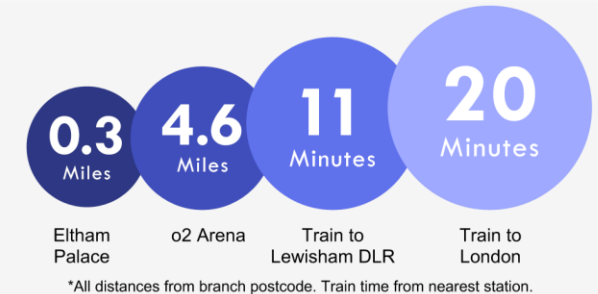 0.3
Miles
4.6
Miles
11
Minutes
20
Minutes
Eltham
Palace
o2 Arena
Train to
Lewisham DLR
Train to
London
*All distances from branch postcode. Train time from nearest station.